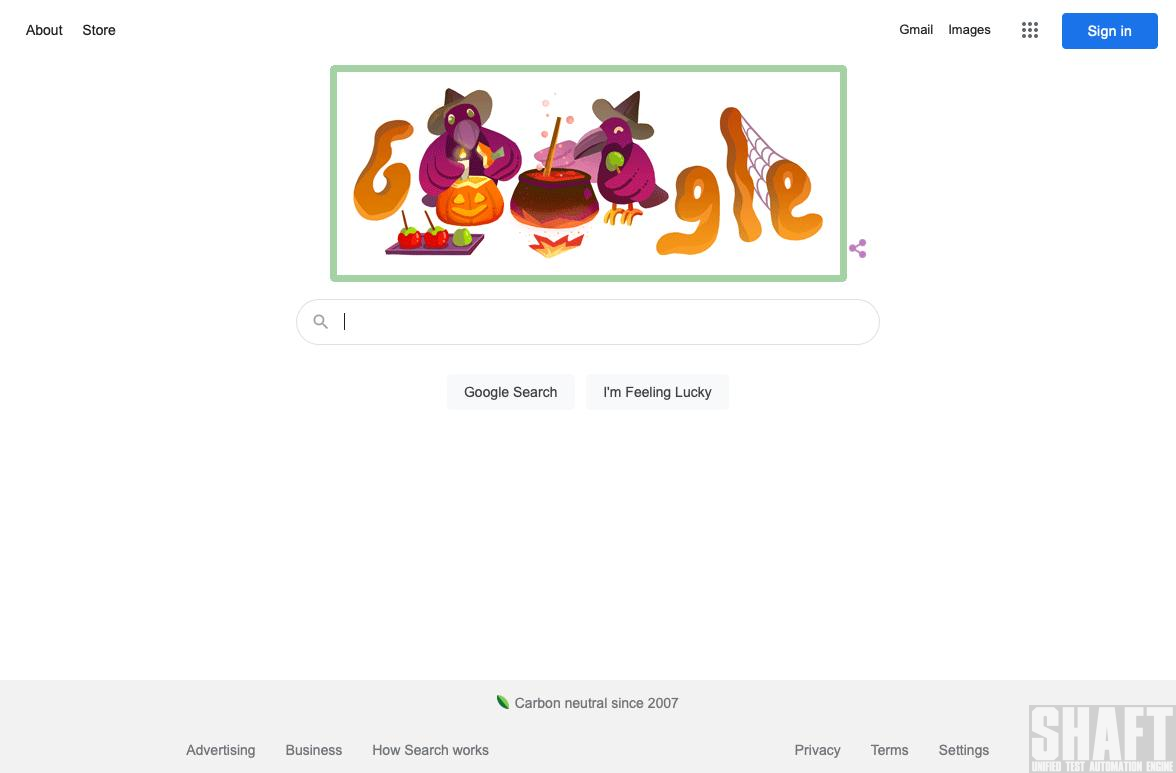 About Store
Gmail Images
Sign in
Google
Google Search
I'm Feeling Lucky
Carbon neutral since 2007
Advertising Business How Search works
Privacy Terms Settings
SHAFT
UNIFIED TEST AUTOMATION ENGINE